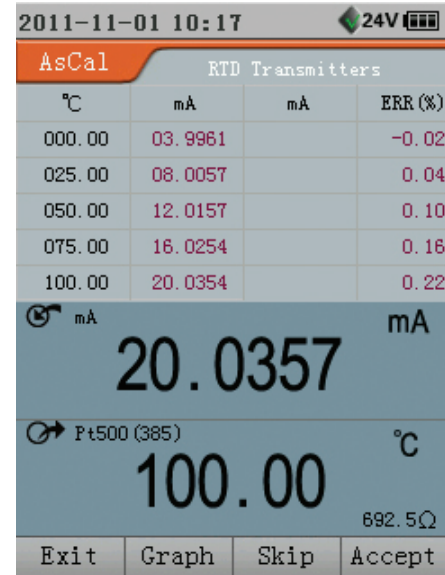 2011-11-01 10:17 24V
AsCal RTD Transmitters
℃ mA mA ERR(%)
000.00 03.9961 -0.02
025.00 08.0057 0.04
050.00 12.0157 0.10
075.00 16.0254 0.16
100.00 20.0354 0.22
mA mA
20.0357
Pt500(385) ℃
100.00
692.5Ω
Exit Graph Skip Accept